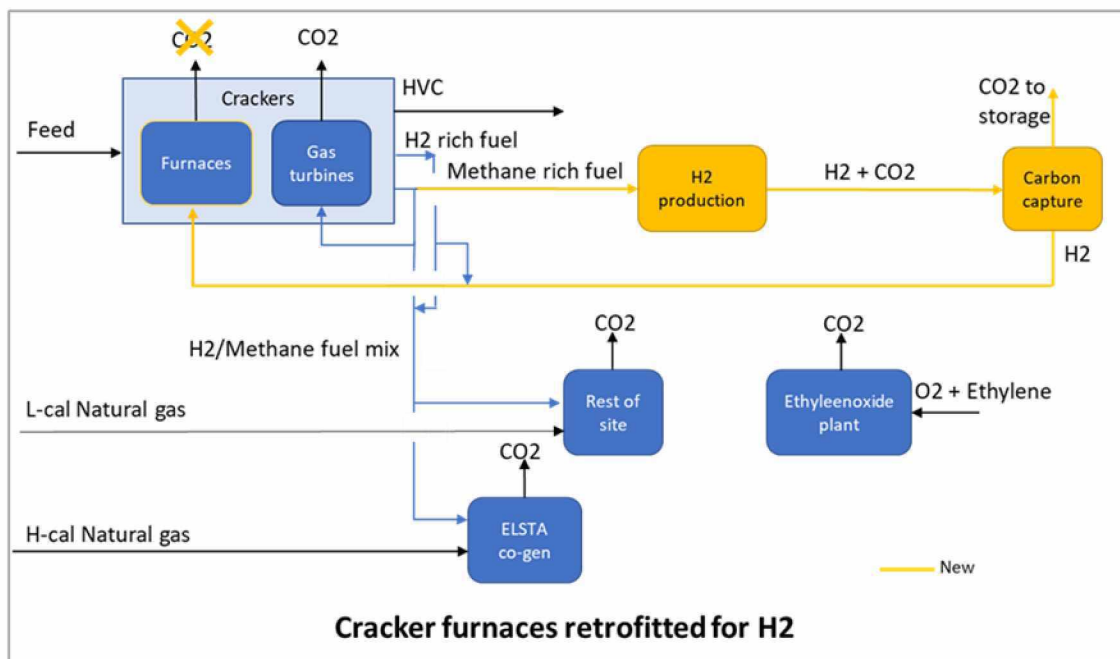 CO2
CO2
Crackers
HVC
CO2 to
storage
Feed
Furnaces
Gas
turbines
H2 rich fuel
Methane rich fuel
H2
production
H2 + CO2
Carbon
capture
H2
H2/Methane fuel mix
CO2
CO2
L-cal Natural gas
Rest of
site
Ethyleenoxide
plant
O2 + Ethylene
CO2
H-cal Natural gas
ELSTA
co-gen
New
Cracker furnaces retrofitted for H2